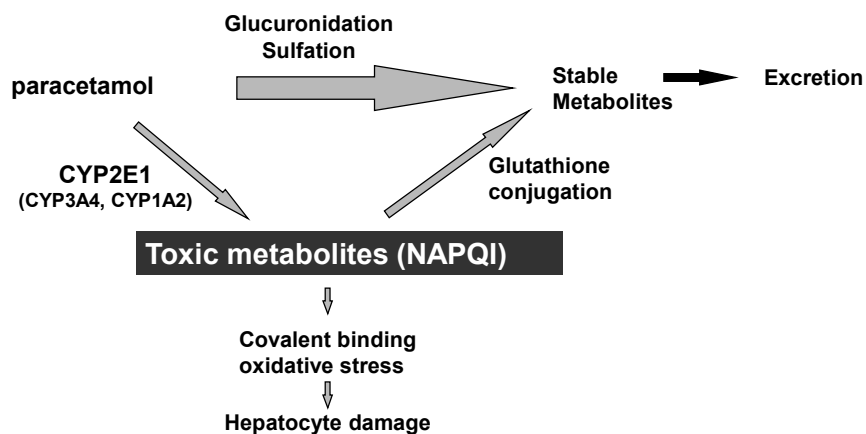 Glucuronidation
Sulfation
paracetamol
Stable
Metabolites
Excretion
CYP2E1
(CYP3A4, CYP1A2)
Glutathione
conjugation
Toxic metabolites (NAPQI)
Covalent binding
oxidative stress
Hepatocyte damage